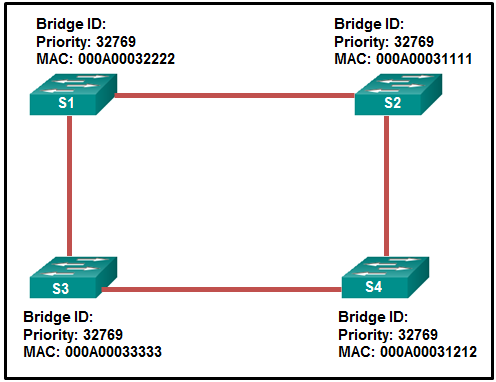 Bridge ID:
Priority: 32769
MAC: 000A00032222
Bridge ID:
Priority: 32769
MAC: 000A00031111
S1
S2
S3
S4
Bridge ID:
Priority: 32769
MAC: 000A00033333
Bridge ID:
Priority: 32769
MAC: 000A00031212